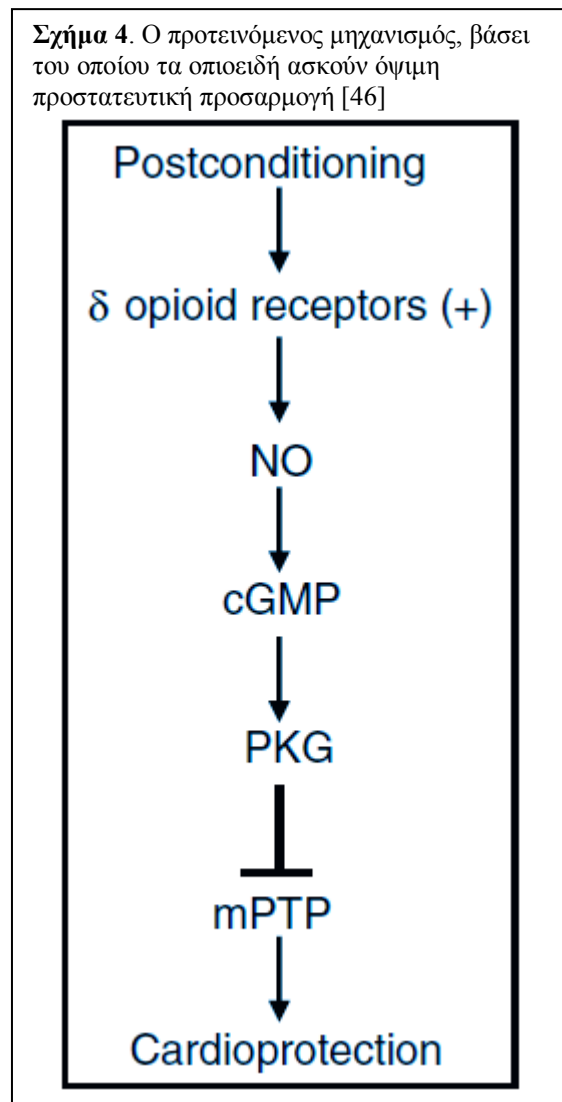 Σχήμα 4. Ο προτεινόμενος μηχανισμός, βάσει
του οποίου τα οπιοειδή ασκούν όψιμη
προστατευτική προσαρμογή [46]
Postconditioning
δ opioid receptors (+)
NO
cGMP
PKG
mPTP
Cardioprotection